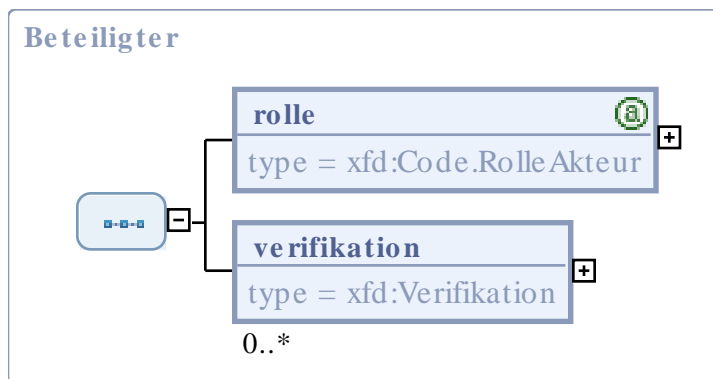 Beteiligter
rolle
@
type = xfd:Code.RolleAkteur
verifikation
type = xfd:Verifikation
0..*